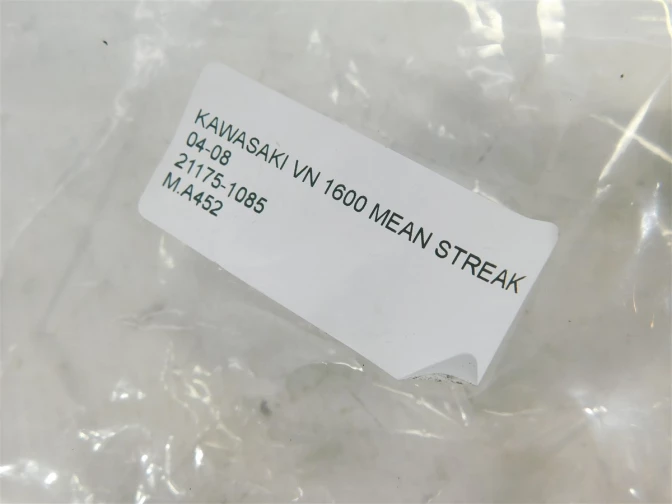 KAWASAKI VN 1600 MEAN STREAK
04-08
21175-1085
M.A452